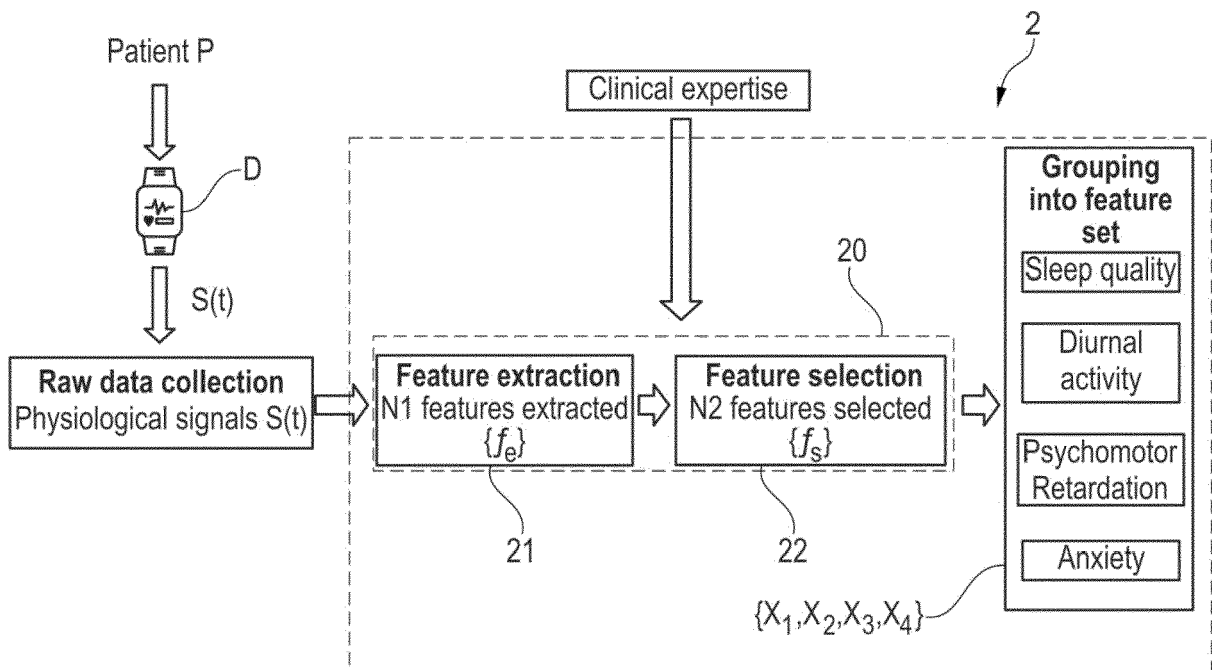 Patient P
D
S(t)
Raw data collection
Physiological signals S(t)
Clinical expertise
2
20
Feature extraction
N1 features extracted
{fe}
21
Feature selection
N2 features selected
{fs}
22
Grouping
into feature
set
Sleep quality
Diurnal
activity
Psychomotor
Retardation
Anxiety
{X1,X2,X3,X4}